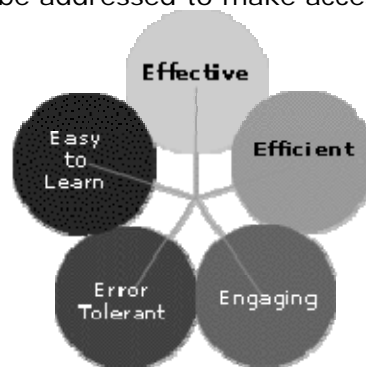 be addressed to make acce
Effective
Easy
to
Learn
Efficient
Error
Tolerant
Engaging